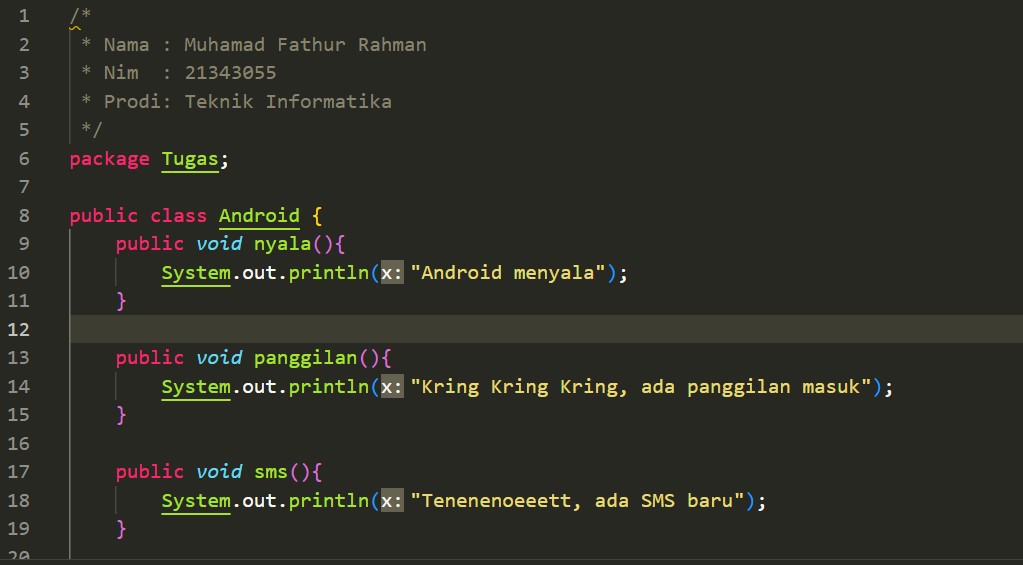 1 /*
2 * Nama : Muhamad Fathur Rahman
3 * Nim  : 21343055
4 * Prodi: Teknik Informatika
5 */
6 package Tugas;
7
8 public class Android {
9 public void nyala(){
10 System.out.println(x: "Android menyala");
11 }
12
13 public void panggilan(){
14 System.out.println(x: "Kring Kring Kring, ada panggilan masuk");
15 }
16
17 public void sms(){
18 System.out.println(x: "Tenenenoeeett, ada SMS baru");
19 }
20